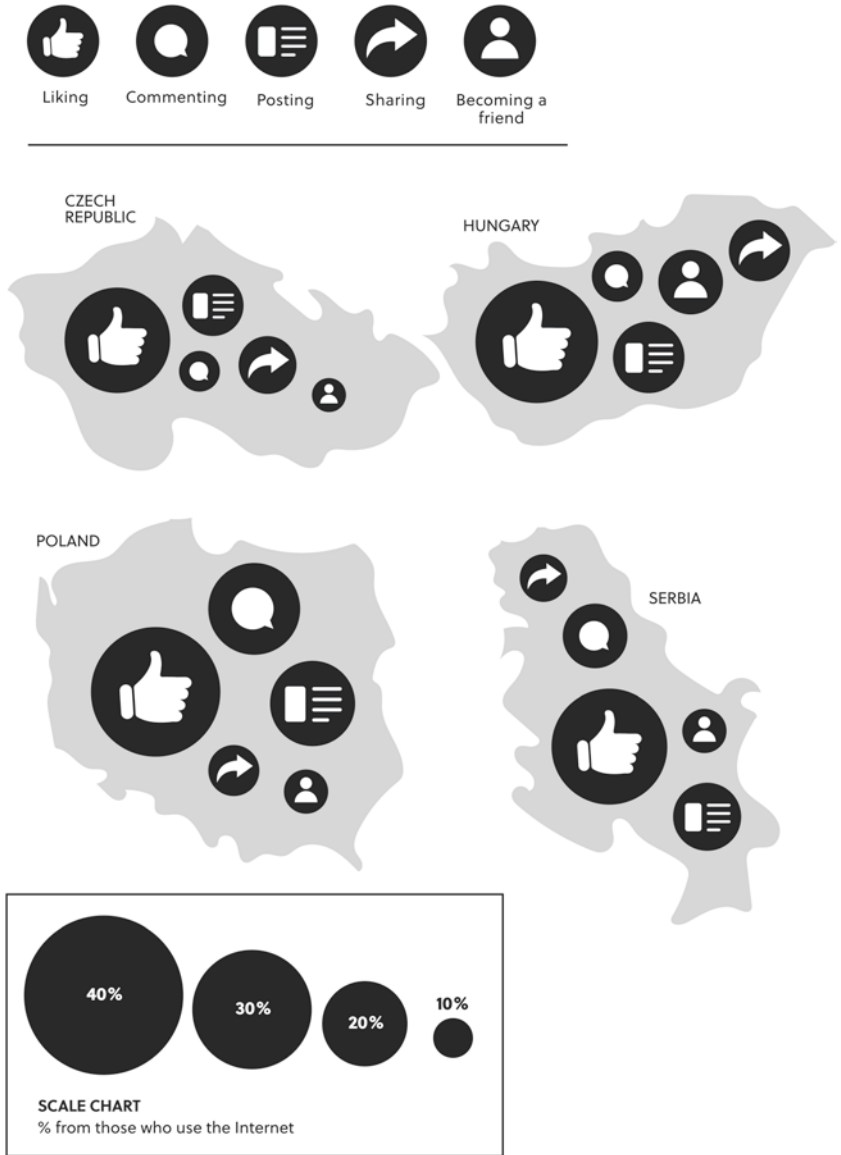 Liking
Commenting
Posting
Sharing
Becoming a
friend
CZECH
REPUBLIC
HUNGARY
POLAND
SERBIA
40%
30%
20%
10%
SCALE CHART
% from those who use the Internet